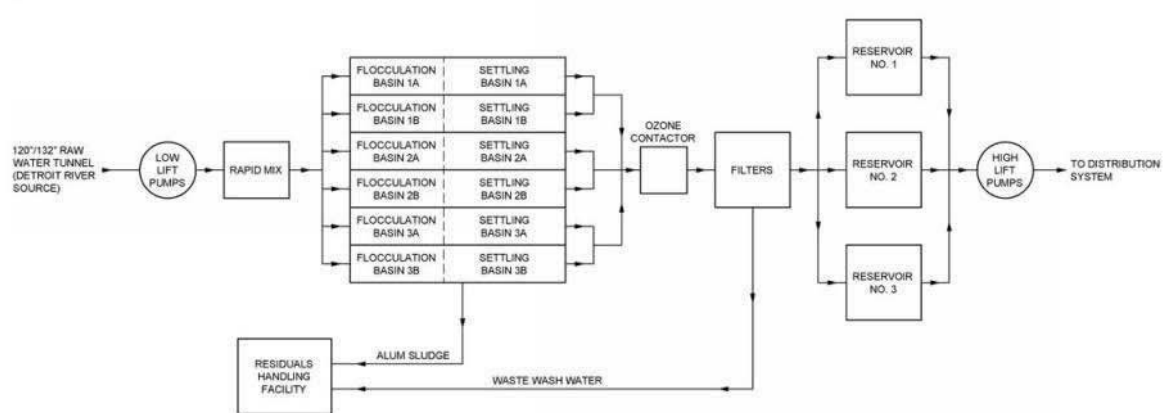 120"/132" RAW
WATER TUNNEL
(DETROIT RIVER
SOURCE)
LOW
LIFT
PUMPS
RAPID MIX
FLOCCULATION
BASIN 1A
SETTLING
BASIN 1A
FLOCCULATION
BASIN 1B
SETTLING
BASIN 1B
FLOCCULATION
BASIN 2A
SETTLING
BASIN 2A
FLOCCULATION
BASIN 2B
SETTLING
BASIN 2B
FLOCCULATION
BASIN 3A
SETTLING
BASIN 3A
FLOCCULATION
BASIN 3B
SETTLING
BASIN 3B
OZONE
CONTACTOR
FILTERS
RESERVOIR
NO. 1
RESERVOIR
NO. 2
RESERVOIR
NO. 3
HIGH
LIFT
PUMPS
TO DISTRIBUTION
SYSTEM
ALUM SLUDGE
WASTE WASH WATER
RESIDUALS
HANDLING
FACILITY